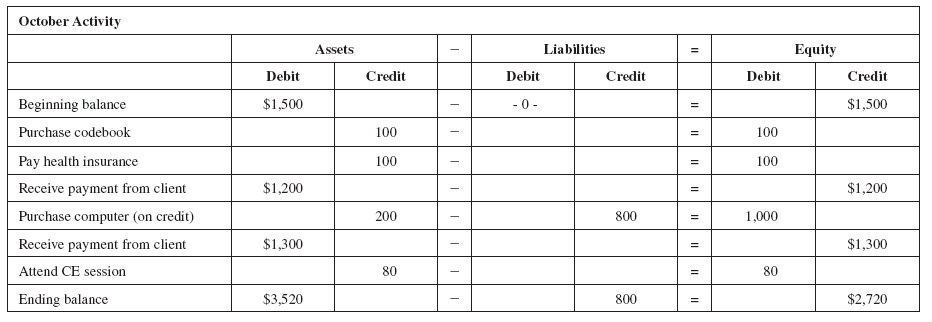 October Activity
Assets – Liabilities = Equity
Debit Credit Debit Credit Debit Credit
Beginning balance $1,500 – - 0 - = $1,500
Purchase codebook 100 – = 100
Pay health insurance 100 – = 100
Receive payment from client $1,200 – = $1,200
Purchase computer (on credit) 200 – 800 = 1,000
Receive payment from client $1,300 – = $1,300
Attend CE session 80 – = 80
Ending balance $3,520 – 800 = $2,720